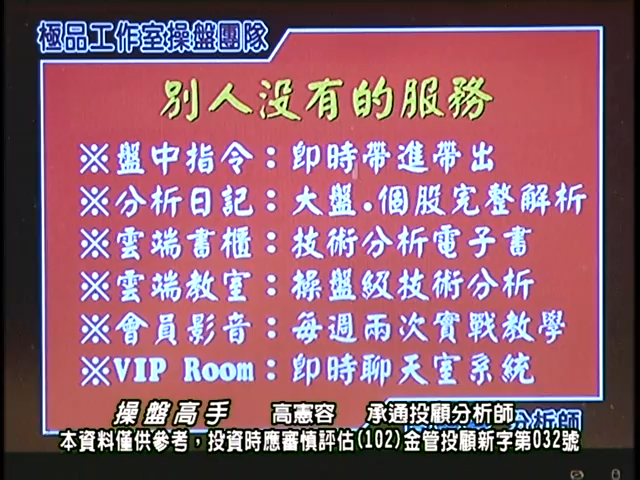 極品工作室操盤團隊
別人沒有的服務
※盤中指令：即時帶進帶出
※分析日記：大盤.個股完整解析
※雲端書櫃：技術分析電子書
※雲端教室：操盤級技術分析
※會員影音：每週兩次實戰教學
※VIP Room：即時聊天室系統
操盤高手 高憲容 承通投顧分析師
分析師
本資料僅供參考，投資時應審慎評估(102)金管投顧新字第032號